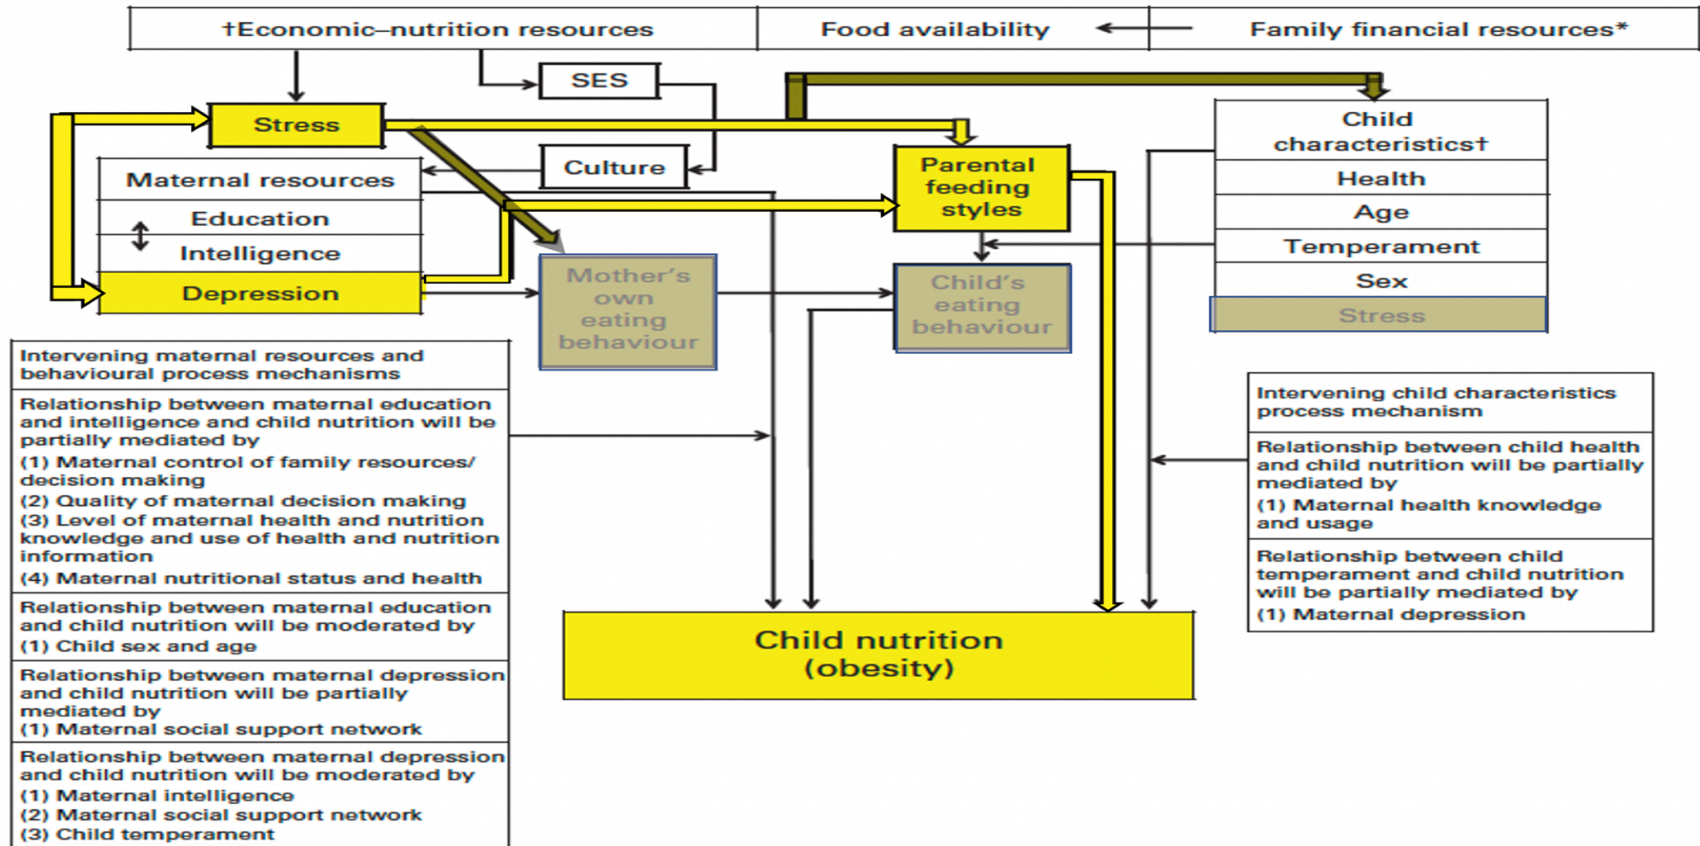 †Economic–nutrition resources
Food availability
Family financial resources*
SES
Stress
Culture
Maternal resources
Education
Intelligence
Depression
Parental
feeding
styles
Child
characteristics†
Health
Age
Temperament
Sex
Stress
Mother's
own
eating
behaviour
Child's
eating
behaviour
Intervening maternal resources and
behavioural process mechanisms
Relationship between maternal education
and intelligence and child nutrition will be
partially mediated by
(1) Maternal control of family resources/
decision making
(2) Quality of maternal decision making
(3) Level of maternal health and nutrition
knowledge and use of health and nutrition
information
(4) Maternal nutritional status and health
Relationship between maternal education
and child nutrition will be moderated by
(1) Child sex and age
Relationship between maternal depression
and child nutrition will be partially
mediated by
(1) Maternal social support network
Relationship between maternal depression
and child nutrition will be moderated by
(1) Maternal intelligence
(2) Maternal social support network
(3) Child temperament
Intervening child characteristics
process mechanism
Relationship between child health
and child nutrition will be partially
mediated by
(1) Maternal health knowledge
and usage
Relationship between child
temperament and child nutrition
will be partially mediated by
(1) Maternal depression
Child nutrition
(obesity)